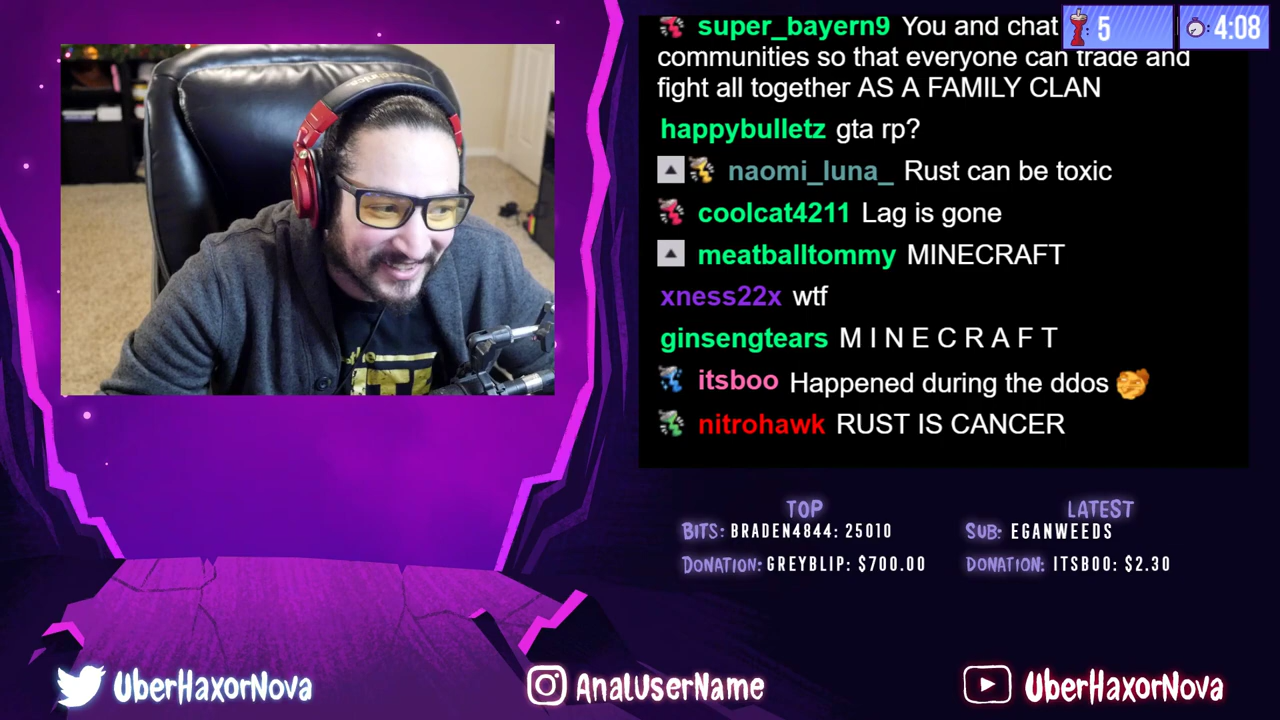 super_bayern9 You and chat
communities so that everyone can trade and
fight all together AS A FAMILY CLAN
happybulletz gta rp?
naomi_luna_ Rust can be toxic
coolcat4211 Lag is gone
meatballtommy MINECRAFT
xness22x wtf
ginsengtears M I N E C R A F T
itsboo Happened during the ddos
nitrohawk RUST IS CANCER
5
4:08
TOP
BITS: BRADEN4844: 25010
DONATION: GREYBLIP: $700.00
LATEST
SUB: EGANWEEDS
DONATION: ITSBOO: $2.30
UberHaxorNova
AnalUserName
UberHaxorNova